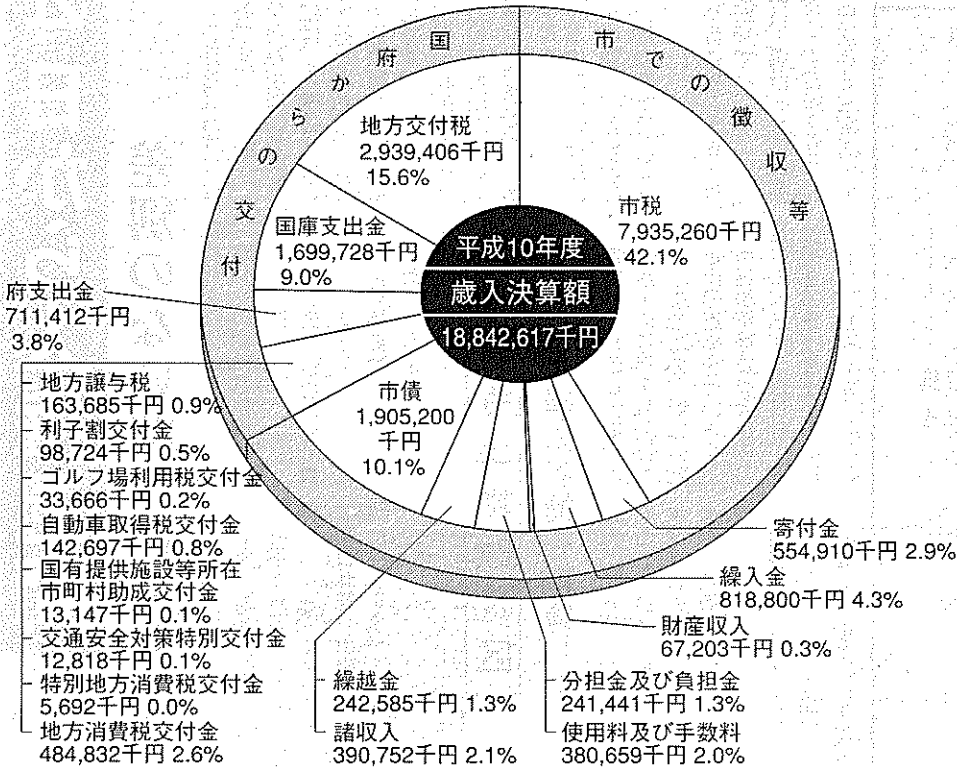 国府からの交付
市での徴収等
地方交付税
2,939,406千円
15.6%
国庫支出金
1,699,728千円
9.0%
市税
7,935,260千円
42.1%
平成10年度
歳入決算額
18,842,617千円
府支出金
711,412千円
3.8%
市債
1,905,200
千円
10.1%
地方譲与税
163,685千円 0.9%
利子割交付金
98,724千円 0.5%
ゴルフ場利用税交付金
33,666千円 0.2%
自動車取得税交付金
142,697千円 0.8%
国有提供施設等所在
市町村助成交付金
13,147千円 0.1%
交通安全対策特別交付金
12,818千円 0.1%
特別地方消費税交付金
5,692千円 0.0%
地方消費税交付金
484,832千円 2.6%
繰越金
242,585千円 1.3%
諸収入
390,752千円 2.1%
寄付金
554,910千円 2.9%
繰入金
818,800千円 4.3%
財産収入
67,203千円 0.3%
分担金及び負担金
241,441千円 1.3%
使用料及び手数料
380,659千円 2.0%